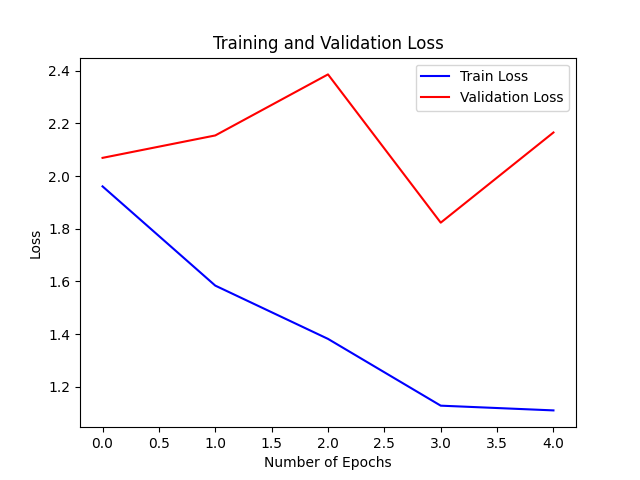 Training and Validation Loss
Train Loss
Validation Loss
Loss
2.4
2.2
2.0
1.8
1.6
1.4
1.2
0.0 0.5 1.0 1.5 2.0 2.5 3.0 3.5 4.0
Number of Epochs